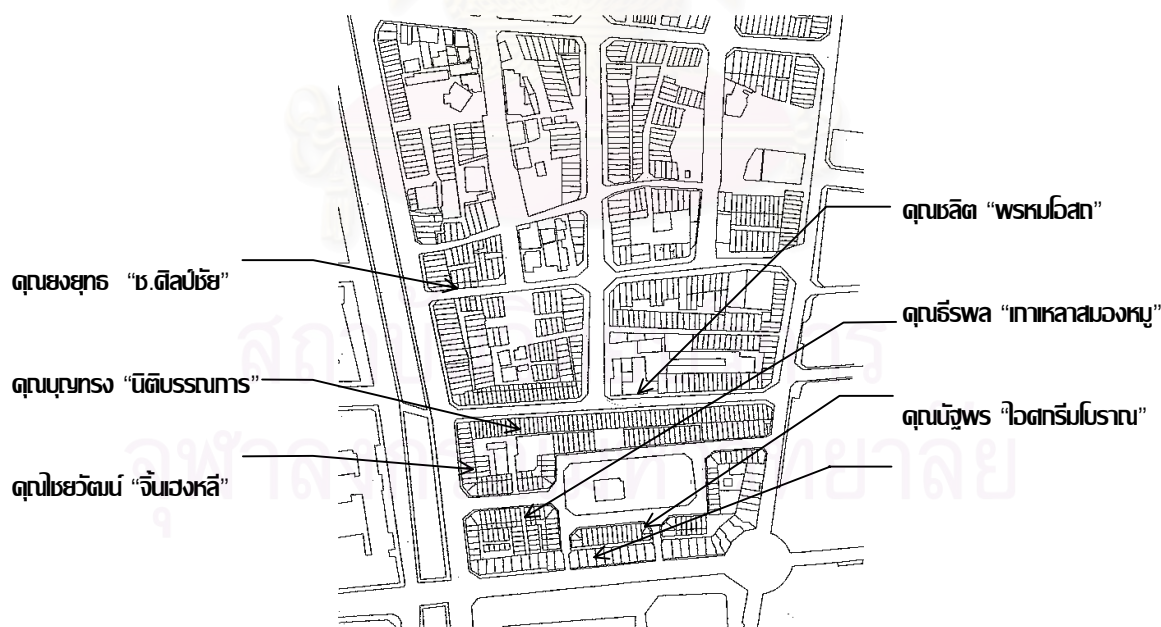 คุณชลิต “พรหมโอสถ”
คุณยงยุทธ “ช.ศิลป์ชัย”
คุณธีรพล “เกาเหลาสมองหมู”
คุณบุญทรง “นิติบรรณการ”
คุณนัฐพร “ไอศกรีมโบราณ”
คุณไชยวัฒน์ “จิ้นเฮงหลี”